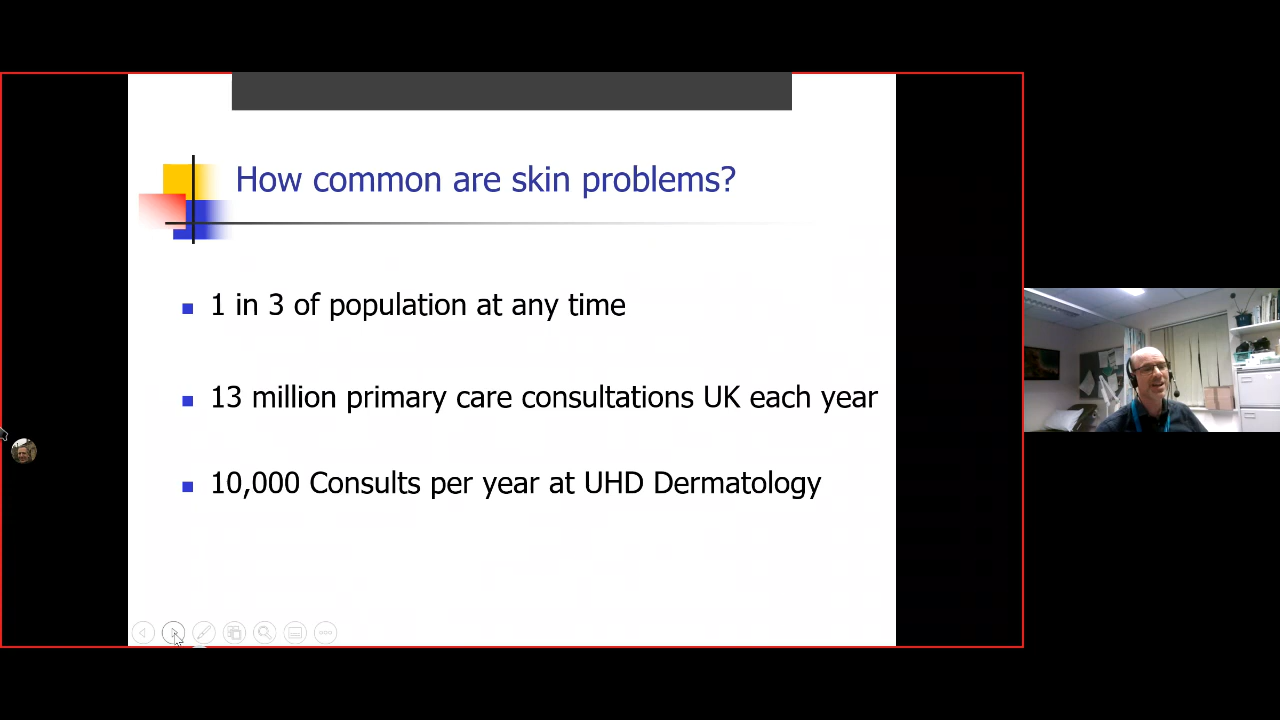 How common are skin problems?
1 in 3 of population at any time
13 million primary care consultations UK each year
10,000 Consults per year at UHD Dermatology